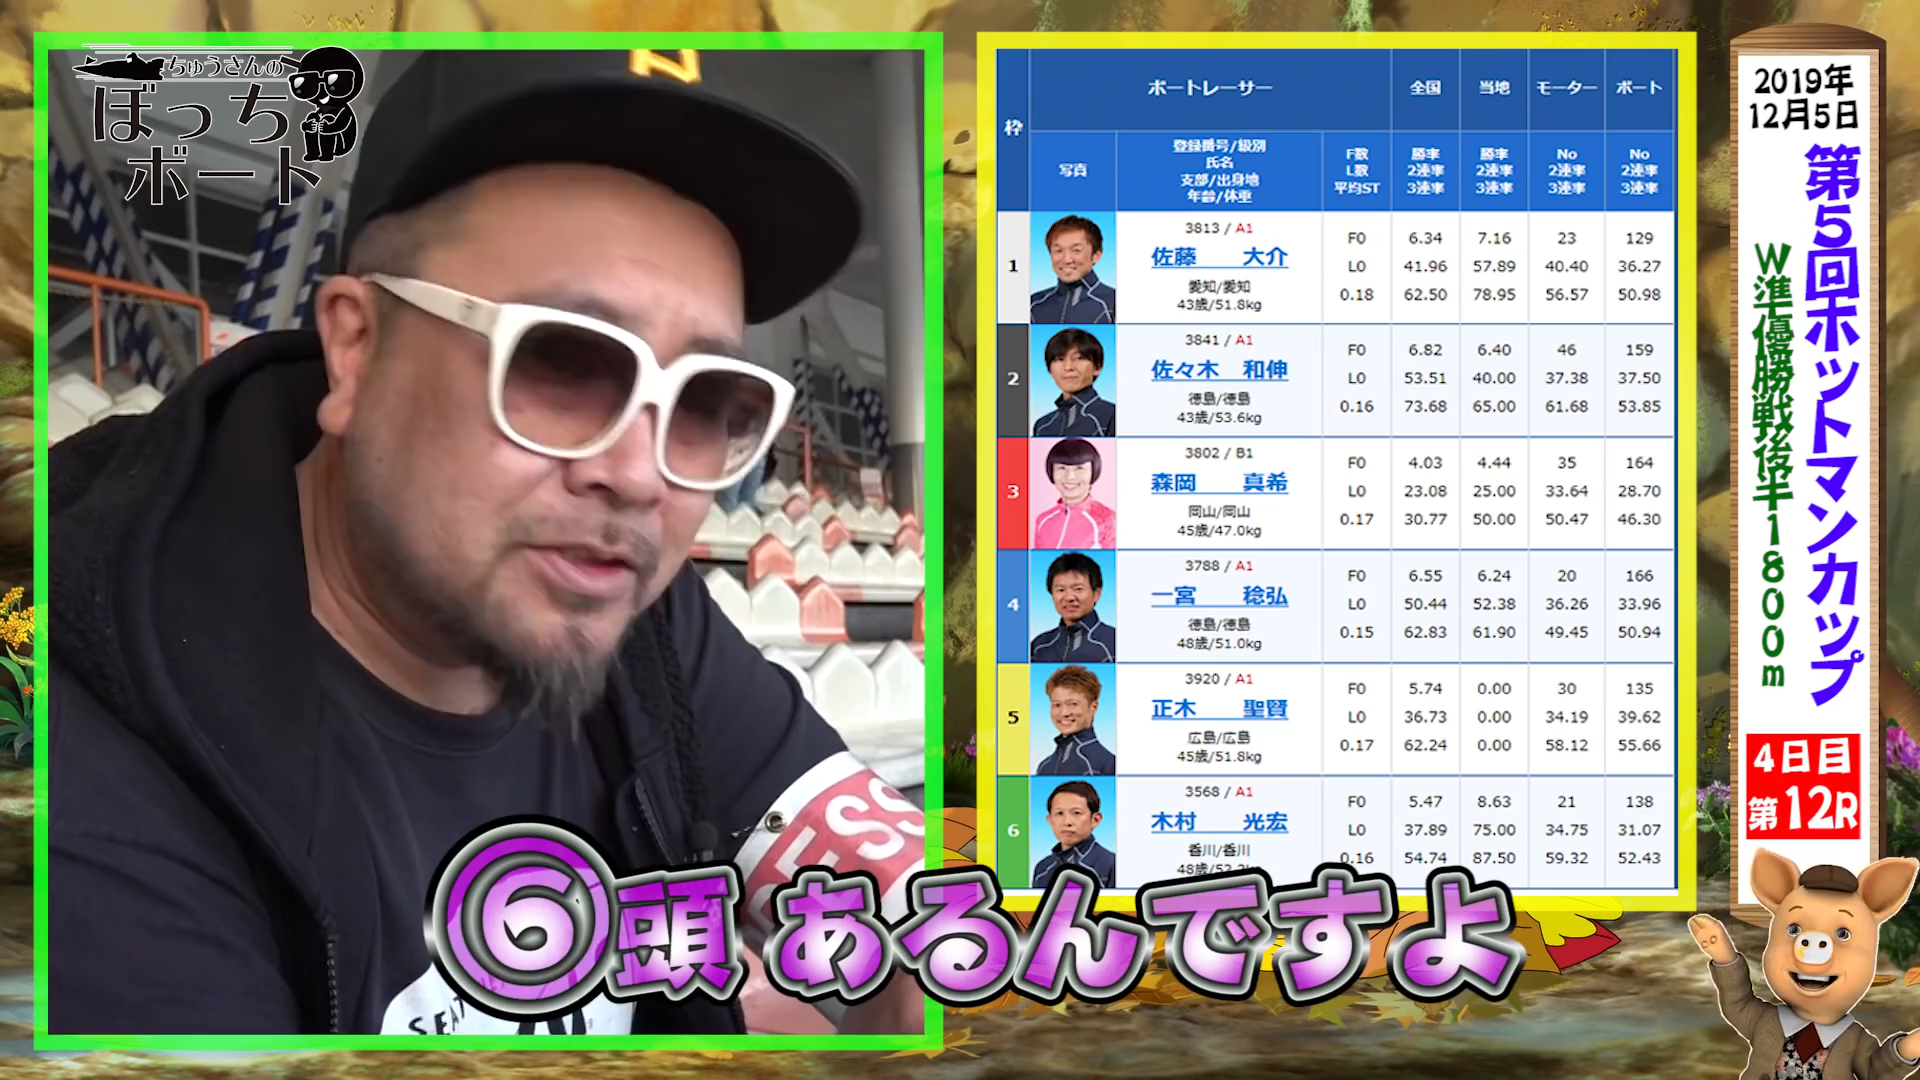 ちゅうさんの
ぼっち
ボート
枠
ボートレーサー
全国
当地
モーター
ボート
写真
登録番号/級別
氏名
支部/出身地
年齢/体重
F数
L数
平均ST
勝率
2連率
3連率
勝率
2連率
3連率
No
2連率
3連率
No
2連率
3連率
1
3813 / A1
佐藤 大介
愛知/愛知
43歳/51.8kg
F0
L0
0.18
6.34
41.96
62.50
7.16
57.89
78.95
23
40.40
56.57
129
36.27
50.98
2
3841 / A1
佐々木 和伸
徳島/徳島
43歳/53.6kg
F0
L0
0.16
6.82
53.51
73.68
6.40
40.00
65.00
46
37.38
61.68
159
37.50
53.85
3
3802 / B1
森岡 真希
岡山/岡山
45歳/47.0kg
F0
L0
0.17
4.03
23.08
30.77
4.44
25.00
50.00
35
33.64
50.47
164
28.70
46.30
4
3788 / A1
一宮 稔弘
徳島/徳島
48歳/51.0kg
F0
L0
0.15
6.55
50.44
62.83
6.24
52.38
61.90
20
36.26
49.45
166
33.96
50.94
5
3920 / A1
正木 聖賢
広島/広島
45歳/51.8kg
F0
L0
0.17
5.74
36.73
62.24
0.00
0.00
0.00
30
34.19
58.12
135
39.62
55.66
6
3568 / A1
木村 光宏
香川/香川
F0
L0
0.16
5.47
37.89
54.74
8.63
75.00
87.50
21
34.75
59.32
138
31.07
52.43
2019年
12月5日
第5回ホットマンカップ
W準優勝戦後半1800m
4日目
第12R
⑥頭 あるんですよ